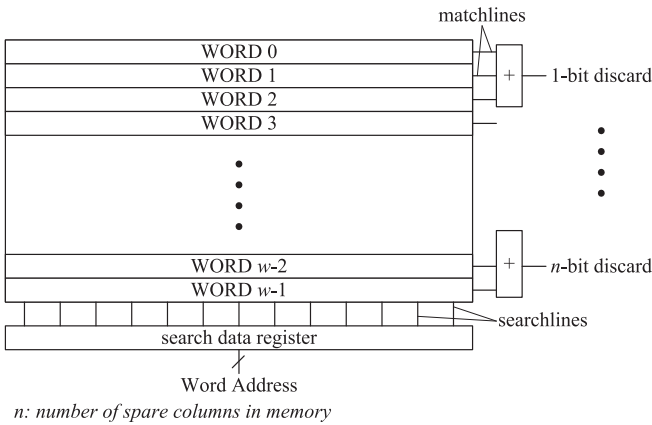 matchlines
WORD 0
WORD 1
WORD 2
WORD 3
+
1-bit discard
WORD w-2
WORD w-1
+
n-bit discard
searchlines
search data register
Word Address
n: number of spare columns in memory